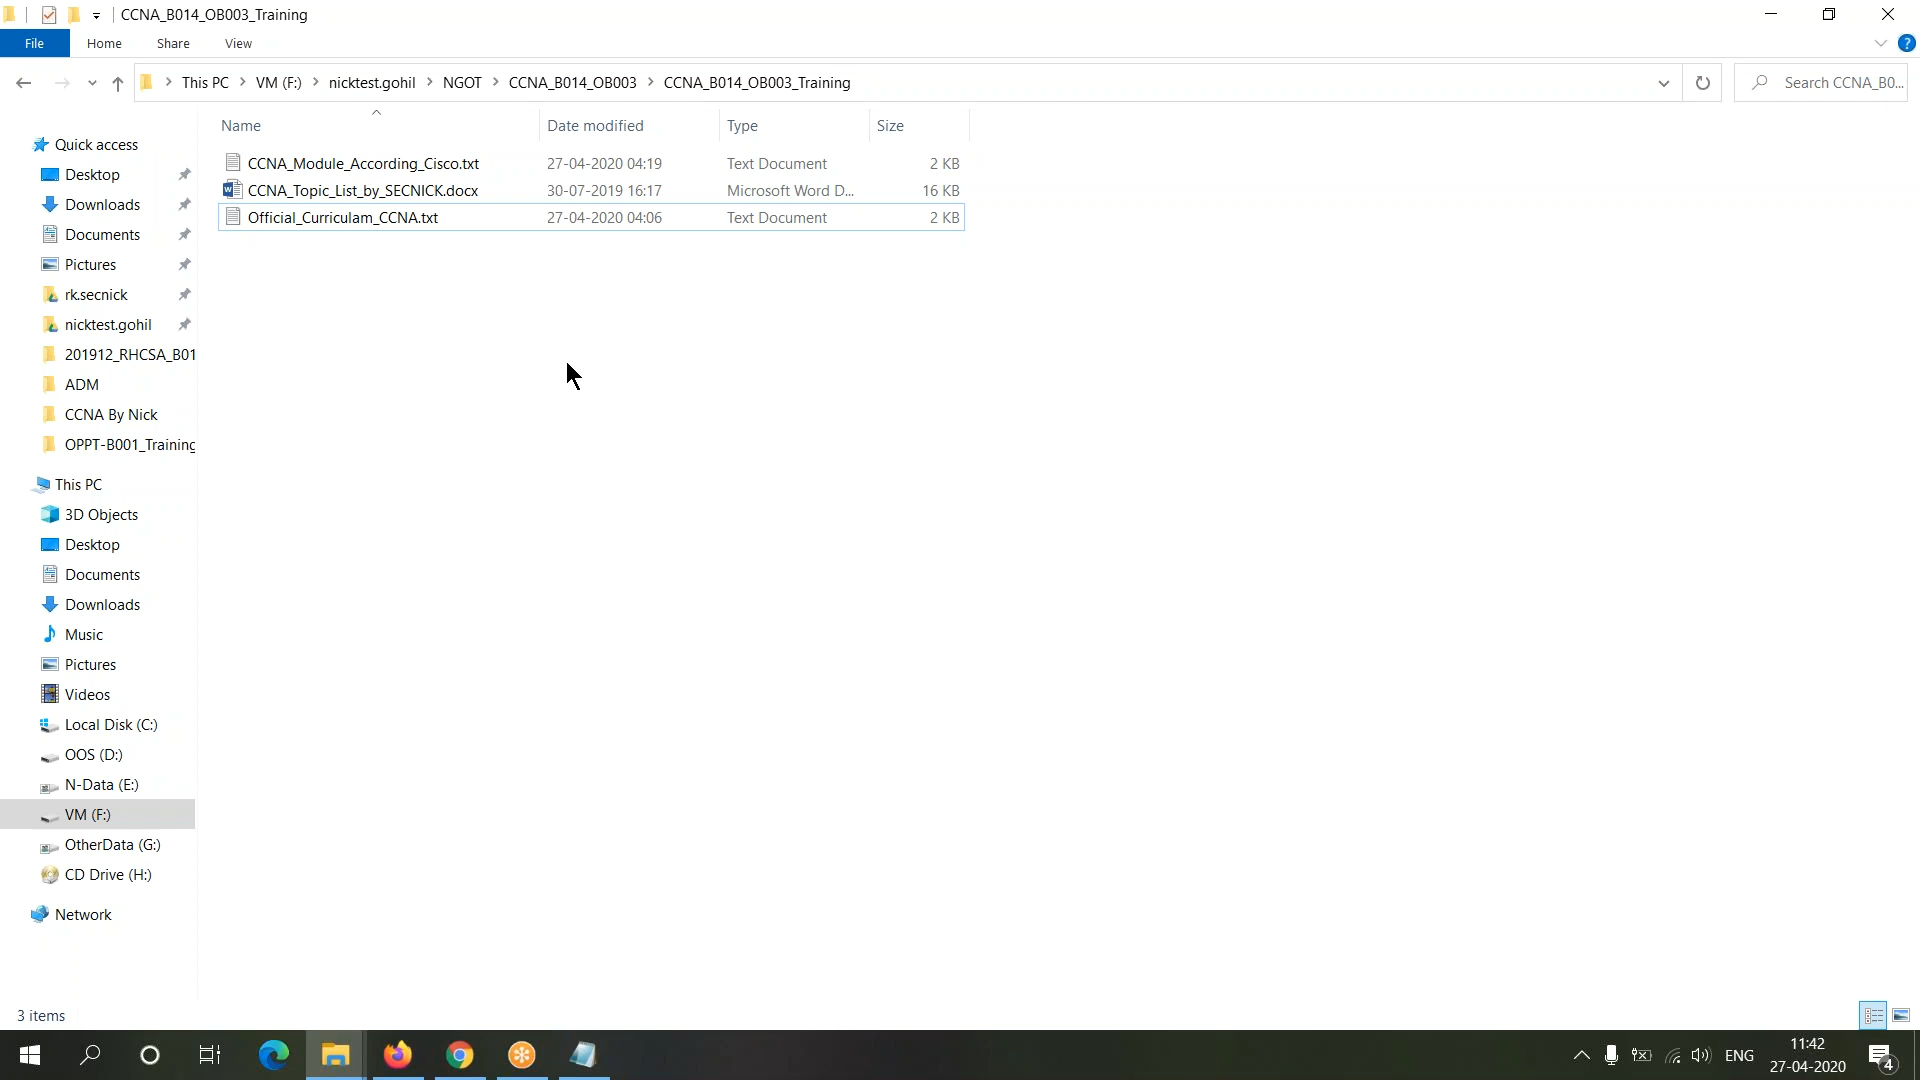 CCNA_B014_OB003_Training
File Home Share View
This PC VM (F:) nicktest.gohil NGOT CCNA_B014_OB003 CCNA_B014_OB003_Training
Search CCNA_B0...
Name Date modified Type Size
CCNA_Module_According_Cisco.txt 27-04-2020 04:19 Text Document 2 KB
CCNA_Topic_List_by_SECNICK.docx 30-07-2019 16:17 Microsoft Word D... 16 KB
Official_Curriculam_CCNA.txt 27-04-2020 04:06 Text Document 2 KB
Quick access
Desktop
Downloads
Documents
Pictures
rk.secnick
nicktest.gohil
201912_RHCSA_B01
ADM
CCNA By Nick
OPPT-B001_Training
This PC
3D Objects
Desktop
Documents
Downloads
Music
Pictures
Videos
Local Disk (C:)
OOS (D:)
N-Data (E:)
VM (F:)
OtherData (G:)
CD Drive (H:)
Network
3 items
ENG
11:42
27-04-2020
4